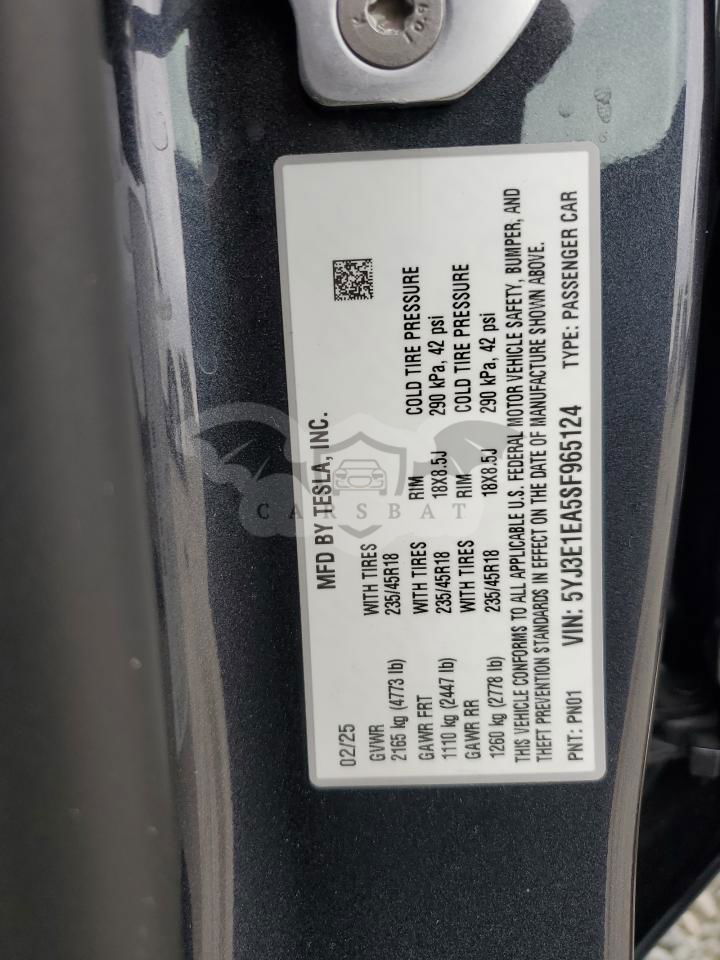 MFD BY TESLA, INC.
02/25
GVWR
2165 kg (4773 lb)
WITH TIRES
235/45R18
RIM
18X8.5J
COLD TIRE PRESSURE
290 kPa, 42 psi
GAWR FRT
1110 kg (2447 lb)
WITH TIRES
235/45R18
RIM
18X8.5J
COLD TIRE PRESSURE
290 kPa, 42 psi
GAWR RR
1260 kg (2778 lb)
WITH TIRES
235/45R18
THIS VEHICLE CONFORMS TO ALL APPLICABLE U.S. FEDERAL MOTOR VEHICLE SAFETY, BUMPER, AND
THEFT PREVENTION STANDARDS IN EFFECT ON THE DATE OF MANUFACTURE SHOWN ABOVE.
PNT: PN01 VIN: 5YJ3E1EA5SF965124 TYPE: PASSENGER CAR
CARSBAT
10.9